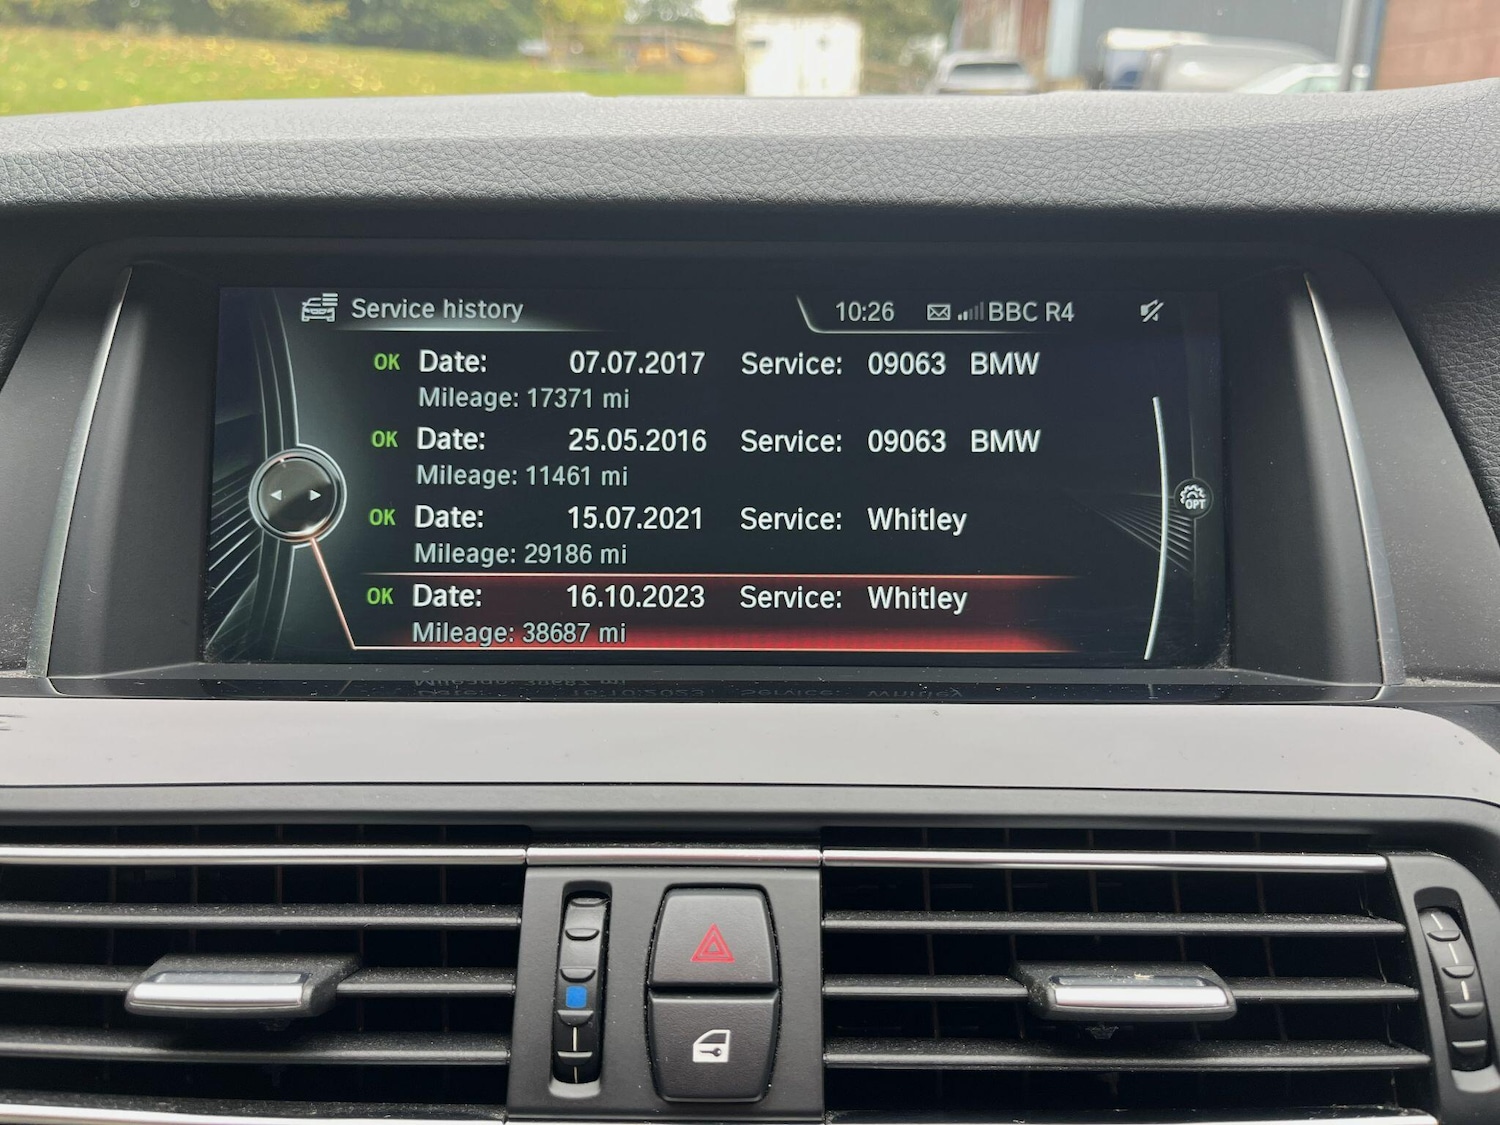 Service history 10:26 BBC R4
OK Date: 07.07.2017 Service: 09063 BMW
Mileage: 17371 mi
OK Date: 25.05.2016 Service: 09063 BMW
Mileage: 11461 mi
OK Date: 15.07.2021 Service: Whitley
Mileage: 29186 mi
OPT
OK Date: 16.10.2023 Service: Whitley
Mileage: 38687 mi